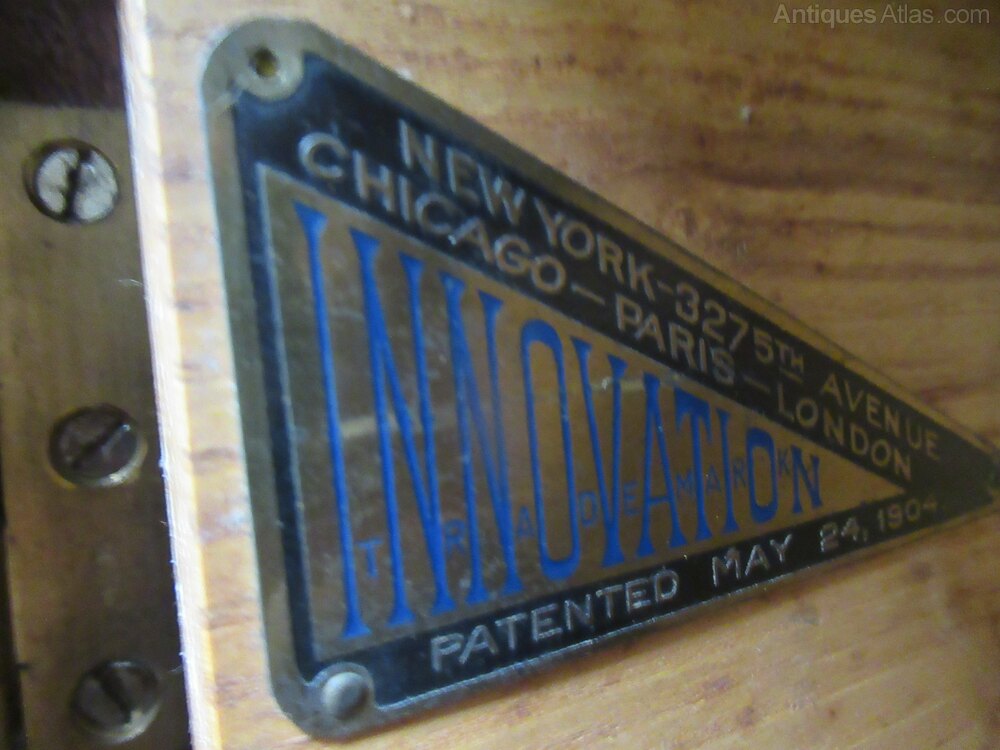 AntiquesAtlas.com
NEW YORK-327 5TH AVENUE
CHICAGO-PARIS-LONDON
INNOVATION
TRADEMARK
PATENTED MAY 24, 1904